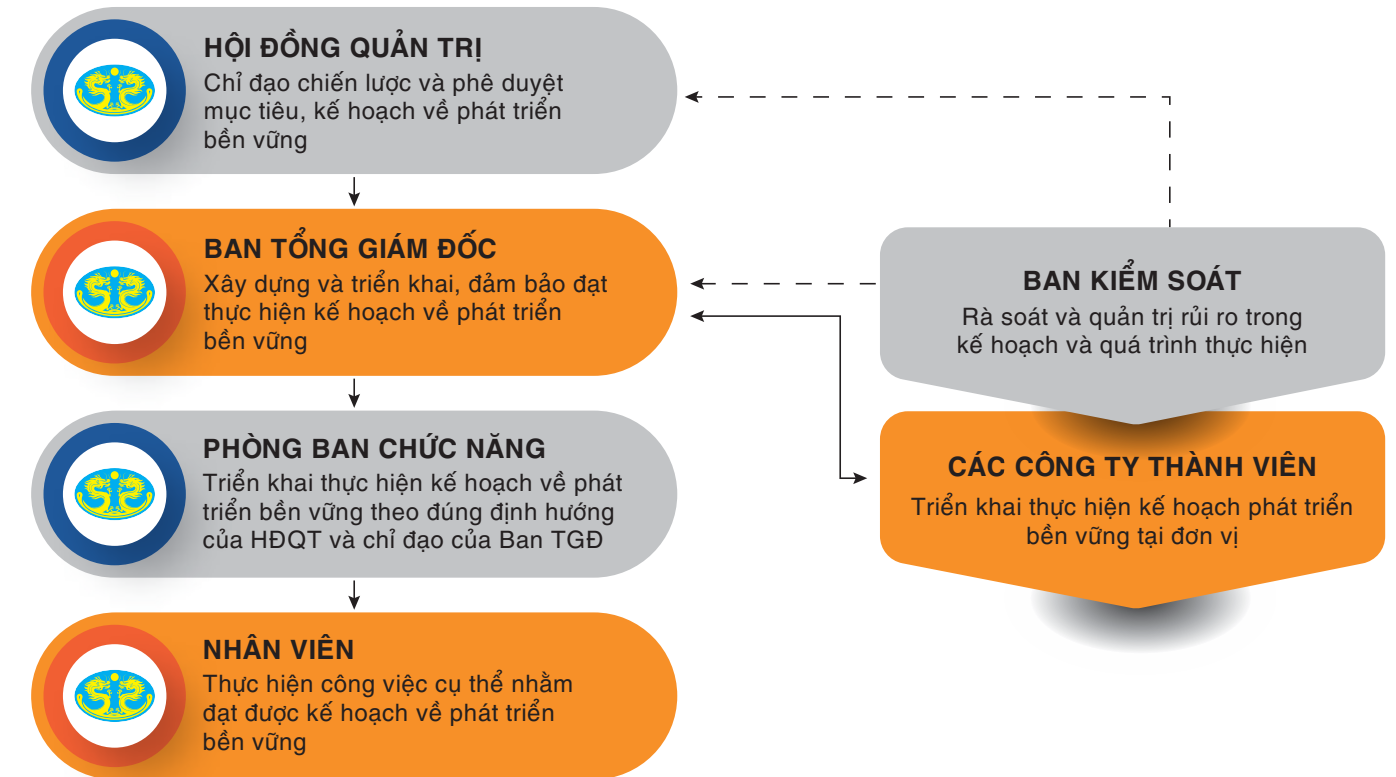 HỘI ĐỒNG QUẢN TRỊ
Chỉ đạo chiến lược và phê duyệt
mục tiêu, kế hoạch về phát triển
bền vững
BAN TỔNG GIÁM ĐỐC
Xây dựng và triển khai, đảm bảo đạt
thực hiện kế hoạch về phát triển
bền vững
PHÒNG BAN CHỨC NĂNG
Triển khai thực hiện kế hoạch về phát
triển bền vững theo đúng định hướng
của HĐQT và chỉ đạo của Ban TGĐ
NHÂN VIÊN
Thực hiện công việc cụ thể nhằm
đạt được kế hoạch về phát triển
bền vững
BAN KIỂM SOÁT
Rà soát và quản trị rủi ro trong
kế hoạch và quá trình thực hiện
CÁC CÔNG TY THÀNH VIÊN
Triển khai thực hiện kế hoạch phát triển
bền vững tại đơn vị